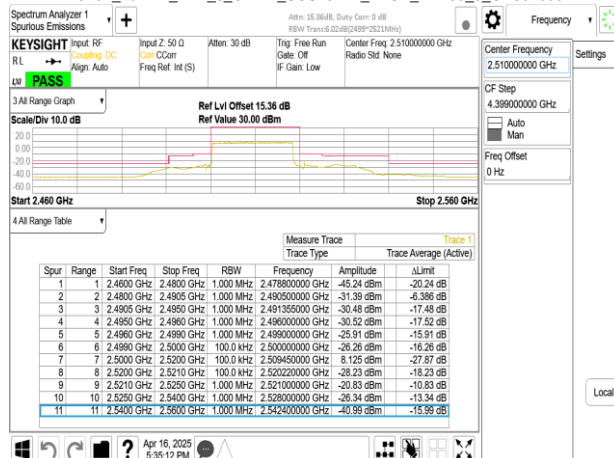 Spectrum Analyzer 1
Spurious Emissions
Attn: 15.36dB, Duty Corr: 0 dB
RBW Trans:6.02dB(2499~2521MHz)
Frequency
Settings
KEYSIGHT
RL
PASS
Input: RF
Coupling: DC
Align: Auto
Input Z: 50 Ω
Corr CCorr
Freq Ref: Int (S)
Atten: 30 dB
Trig: Free Run
Gate: Off
IF Gain: Low
Center Freq: 2.510000000 GHz
Radio Std: None
Center Frequency
2.510000000 GHz
CF Step
4.399000000 GHz
Auto
Man
Freq Offset
0 Hz
3 All Range Graph
Scale/Div 10.0 dB
Ref Lvl Offset 15.36 dB
Ref Value 30.00 dBm
20.0
0.00
-20.0
-40.0
-60.0
Start 2.460 GHz
Stop 2.560 GHz
4 All Range Table
Measure Trace Trace 1
Trace Type Trace Average (Active)
Spur Range Start Freq Stop Freq RBW Frequency Amplitude ΔLimit
1 1 2.4600 GHz 2.4800 GHz 1.000 MHz 2.478800000 GHz -45.24 dBm -20.24 dB
2 2 2.4800 GHz 2.4905 GHz 1.000 MHz 2.490500000 GHz -31.39 dBm -6.386 dB
3 3 2.4905 GHz 2.4950 GHz 1.000 MHz 2.491355000 GHz -30.48 dBm -17.48 dB
4 4 2.4950 GHz 2.4960 GHz 1.000 MHz 2.496000000 GHz -30.52 dBm -17.52 dB
5 5 2.4960 GHz 2.4990 GHz 1.000 MHz 2.499000000 GHz -25.91 dBm -15.91 dB
6 6 2.4990 GHz 2.5000 GHz 100.0 kHz 2.500000000 GHz -26.26 dBm -16.26 dB
7 7 2.5000 GHz 2.5200 GHz 100.0 kHz 2.509450000 GHz 8.125 dBm -27.87 dB
8 8 2.5200 GHz 2.5210 GHz 100.0 kHz 2.520220000 GHz -28.23 dBm -18.23 dB
9 9 2.5210 GHz 2.5250 GHz 1.000 MHz 2.521000000 GHz -20.83 dBm -10.83 dB
10 10 2.5250 GHz 2.5400 GHz 1.000 MHz 2.528000000 GHz -26.34 dBm -13.34 dB
11 11 2.5400 GHz 2.5600 GHz 1.000 MHz 2.542400000 GHz -40.99 dBm -15.99 dB
Local
Apr 16, 2025
5:35:12 PM